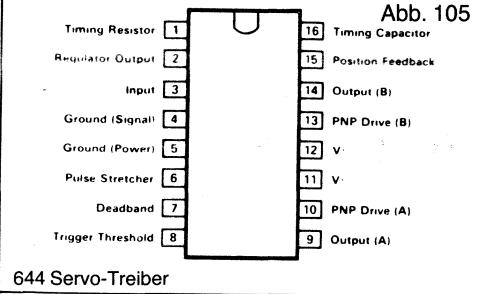 Abb. 105
Timing Resistor 1
Regulator Output 2
Input 3
Ground (Signal) 4
Ground (Power) 5
Pulse Stretcher 6
Deadband 7
Trigger Threshold 8
16 Timing Capacitor
15 Position Feedback
14 Output (B)
13 PNP Drive (B)
12 V
11 V
10 PNP Drive (A)
9 Output (A)
644 Servo-Treiber